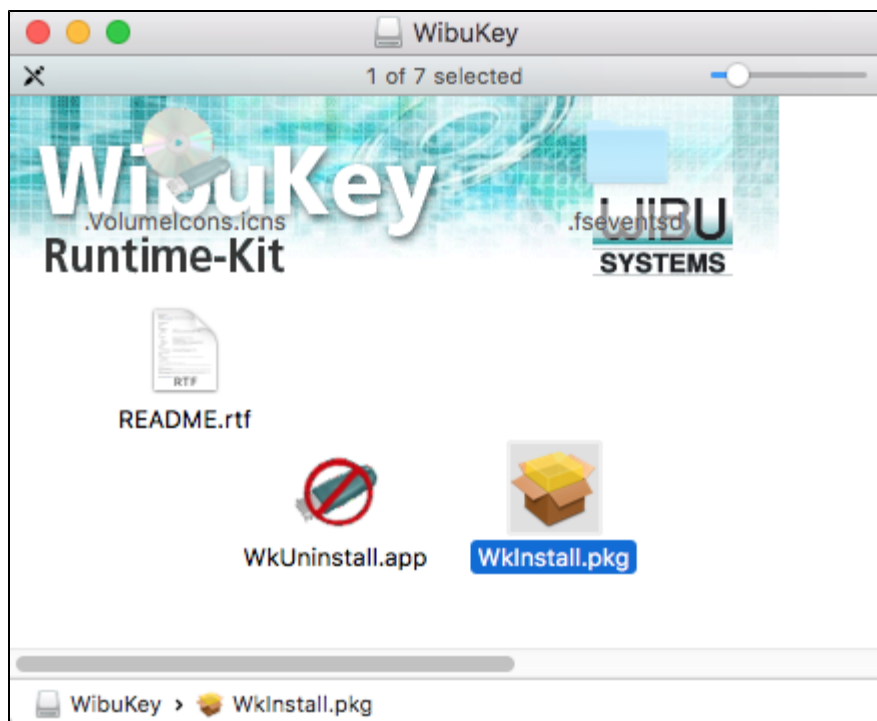 WibuKey
1 of 7 selected
WibuKey
.VolumeIcons.icns
.fseventsd
Runtime-Kit
WIBU
SYSTEMS
RTF
README.rtf
WkUninstall.app
WkInstall.pkg
WibuKey › WkInstall.pkg